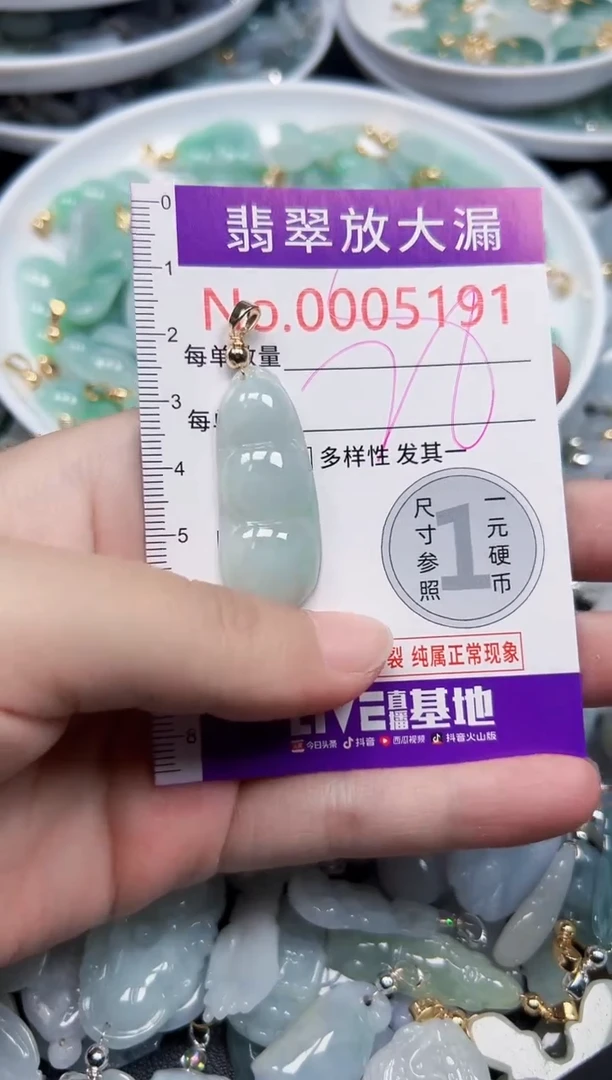 翡翠放大漏
0
1
No.0005191
2
每单数量
3
每
4
多样性 发其一
尺寸参照
1
一元硬币
5
裂 纯属正常现象
LIVE直播基地
8
今日头条 抖音 西瓜视频 抖音火山版